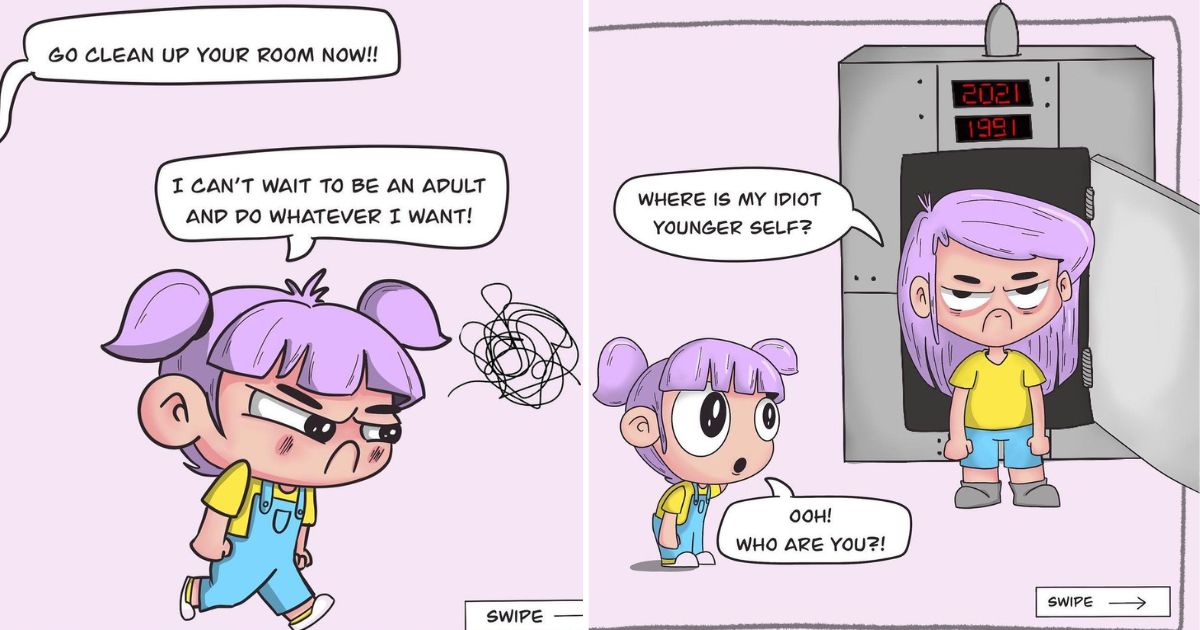 GO CLEAN UP YOUR ROOM NOW!!
I CAN'T WAIT TO BE AN ADULT
AND DO WHATEVER I WANT!
SWIPE
2021
1991
WHERE IS MY IDIOT
YOUNGER SELF?
OOH!
WHO ARE YOU?!
SWIPE